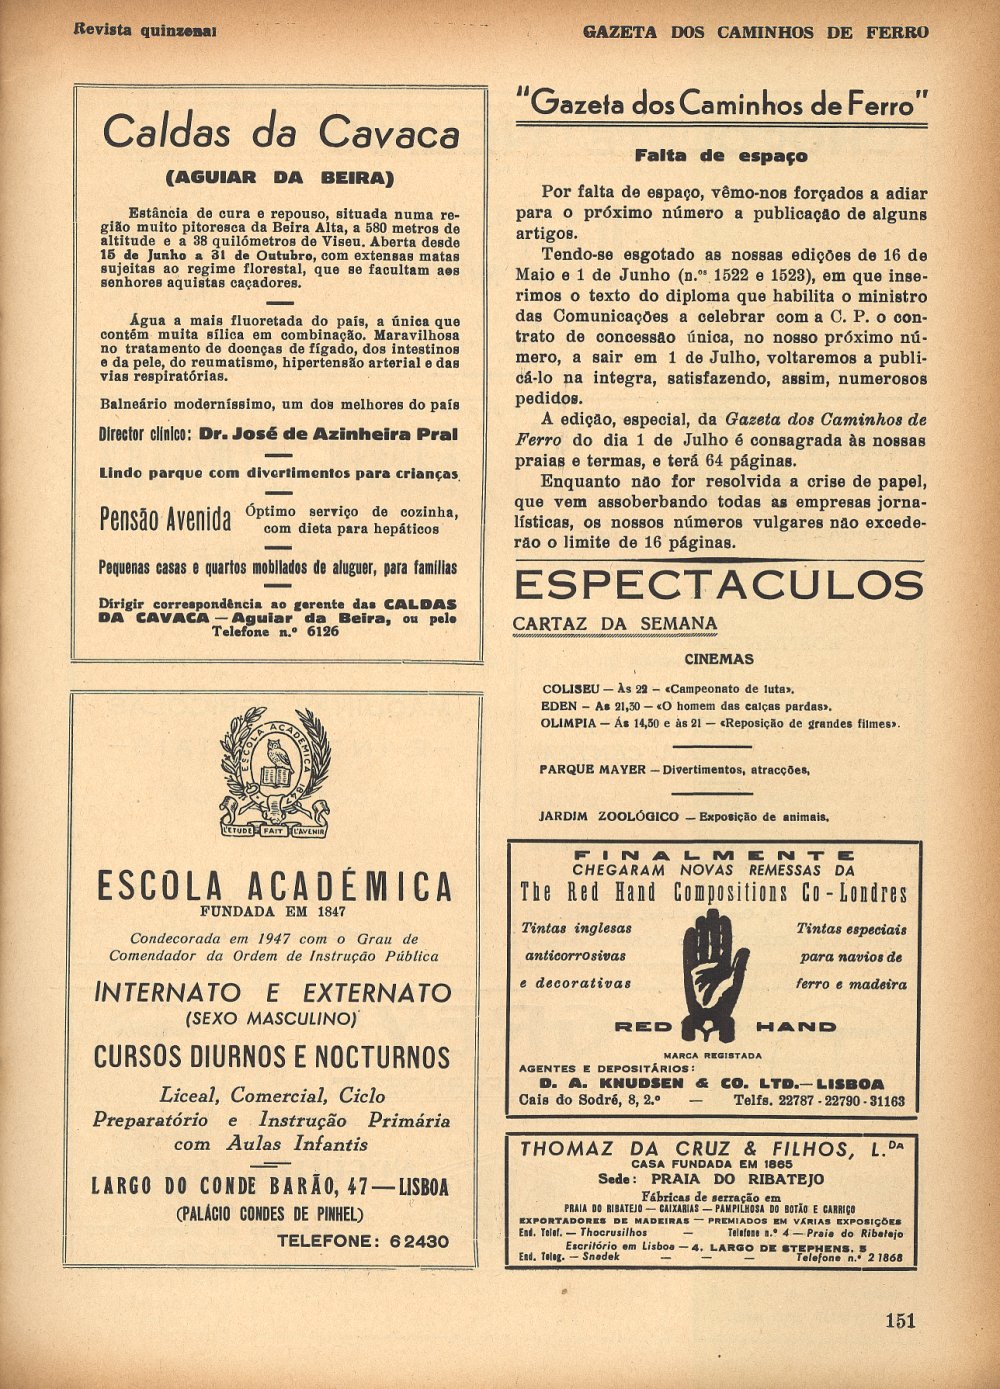 Revista quinzenal
GAZETA DOS CAMINHOS DE FERRO
Caldas da Cavaca
(AGUIAR DA BEIRA)
Estância de cura e repouso, situada numa re-
gião muito pitoresca da Beira Alta, a 580 metros de
altitude e a 38 quilómetros de Viseu. Aberta desde
15 de Junho a 31 de Outubro, com extensas matas
sujeitas ao regime florestal, que se facultam aos
senhores aquistas caçadores.
Água a mais fluoretada do país, a única que
contém muita sílica em combinação. Maravilhosa
no tratamento de doenças de fígado, dos intestinos
e da pele, do reumatismo, hipertensão arterial e das
vias respiratórias.
Balneário moderníssimo, um dos melhores do país
Director clínico: Dr. José de Azinheira Pral
Lindo parque com divertimentos para crianças
Pensão Avenida
Óptimo serviço de cozinha,
com dieta para hepáticos
Pequenas casas e quartos mobilados de aluguer, para famílias
Dirigir correspondência ao gerente das CALDAS
DA CAVACA — Aguiar da Beira, ou pelo
Telefone n.º 6126
ESCOLA ACADEMICA 1847
L'ETUDE FAIT L'AVENIR
ESCOLA ACADÉMICA
FUNDADA EM 1847
Condecorada em 1947 com o Grau de
Comendador da Ordem de Instrução Pública
INTERNATO E EXTERNATO
(SEXO MASCULINO)
CURSOS DIURNOS E NOCTURNOS
Liceal, Comercial, Ciclo
Preparatório e Instrução Primária
com Aulas Infantis
LARGO DO CONDE BARÃO, 47—LISBOA
(PALÁCIO CONDES DE PINHEL)
TELEFONE: 62430
"Gazeta dos Caminhos de Ferro"
Falta de espaço
Por falta de espaço, vêmo-nos forçados a adiar
para o próximo número a publicação de alguns
artigos.
Tendo-se esgotado as nossas edições de 16 de
Maio e 1 de Junho (n.os 1522 e 1523), em que inse-
rimos o texto do diploma que habilita o ministro
das Comunicações a celebrar com a C. P. o con-
trato de concessão única, no nosso próximo nú-
mero, a sair em 1 de Julho, voltaremos a publi-
cá-lo na integra, satisfazendo, assim, numerosos
pedidos.
A edição, especial, da Gazeta dos Caminhos de
Ferro do dia 1 de Julho é consagrada às nossas
praias e termas, e terá 64 páginas.
Enquanto não for resolvida a crise de papel,
que vem assoberbando todas as empresas jorna-
lísticas, os nossos números vulgares não excede-
rão o limite de 16 páginas.
ESPECTACULOS
CARTAZ DA SEMANA
CINEMAS
COLISEU — Às 22 — «Campeonato de luta».
EDEN — As 21,30 — «O homem das calças pardas».
OLIMPIA — Ás 14,30 e às 21 — «Reposição de grandes filmes».
PARQUE MAYER — Divertimentos, atracções,
JARDIM ZOOLÓGICO — Exposição de animais,
FINALMENTE
CHEGARAM NOVAS REMESSAS DA
The Red Hand Compositions Co - Londres
Tintas inglesas
anticorrosivas
e decorativas
Tintas especiais
para navios de
ferro e madeira
RED HAND
MARCA REGISTADA
AGENTES E DEPOSITÁRIOS:
D. A. KNUDSEN & CO. LTD.—LISBOA
Cais do Sodré, 8, 2.º — Telfs. 22787 - 22790 - 31163
THOMAZ DA CRUZ & FILHOS, L.DA
CASA FUNDADA EM 1865
Sede: PRAIA DO RIBATEJO
Fábricas de serração em
PRAIA DO RIBATEJO — CAIXARIAS — PAMPILHOSA DO BOTÃO E CARRIÇO
EXPORTADORES DE MADEIRAS — PREMIADOS EM VÁRIAS EXPOSIÇÕES
End. Telef. — Thocrusilhos — Telefone n.º 4 — Praia do Ribatejo
Escritório em Lisboa — 4, LARGO DE STEPHENS, 5
End. Teleg. — Snadek — — — Telefone n.º 21868
151